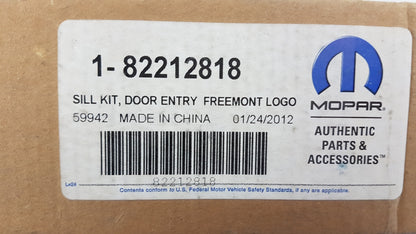 1- 82212818
SILL KIT, DOOR ENTRY FREEMONT LOGO
59942 MADE IN CHINA 01/24/2012
82212818
Contents conform to U.S. Federal Motor Vehicle Safety Standards, if any are applicable.
MOPAR®
AUTHENTIC
PARTS &
ACCESSORIES™